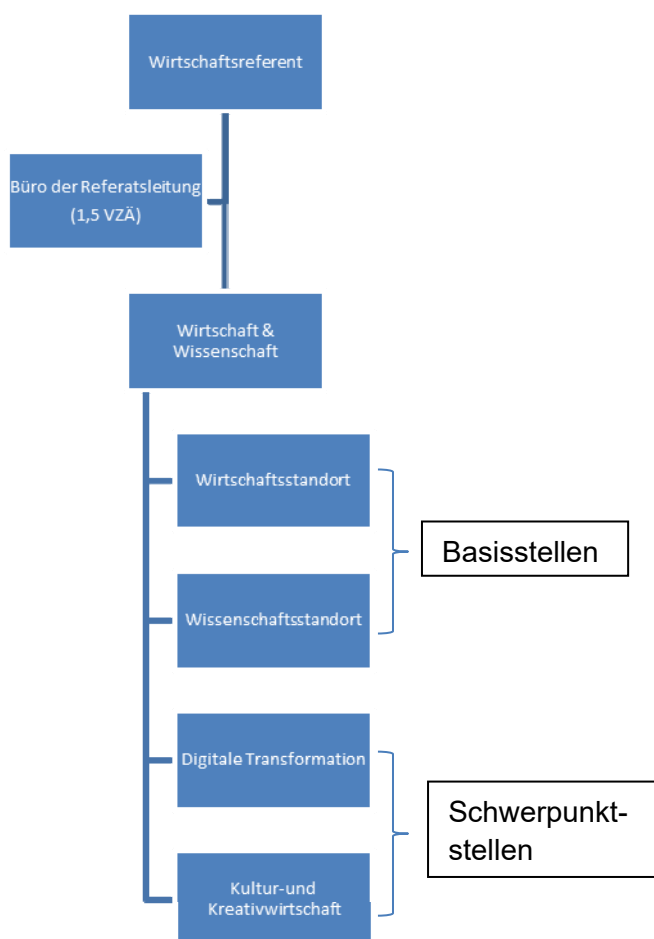 Wirtschaftsreferent
Büro der Referatsleitung
(1,5 VZÄ)
Wirtschaft &
Wissenschaft
Wirtschaftsstandort
Basisstellen
Wissenschaftsstandort
Digitale Transformation
Schwerpunkt-
stellen
Kultur-und
Kreativwirtschaft